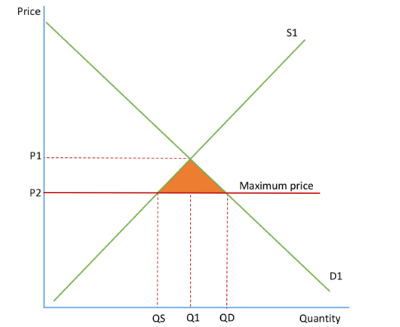 Price
S1
P1
Maximum price
P2
D1
QS Q1 QD Quantity